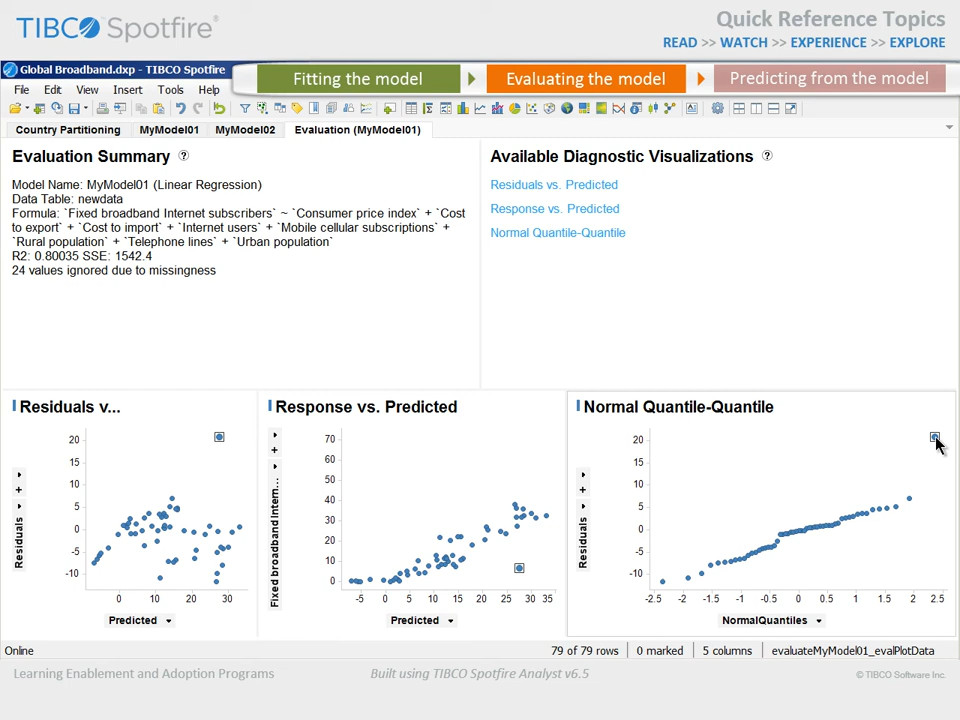 TIBCO Spotfire®
Quick Reference Topics
READ >> WATCH >> EXPERIENCE >> EXPLORE
Global Broadband.dxp - TIBCO Spotfire
Fitting the model
Evaluating the model
Predicting from the model
File Edit View Insert Tools Help
Country Partitioning MyModel01 MyModel02 Evaluation (MyModel01)
Evaluation Summary ?
Model Name: MyModel01 (Linear Regression)
Data Table: newdata
Formula: `Fixed broadband Internet subscribers` ~ `Consumer price index` + `Cost
to export` + `Cost to import` + `Internet users` + `Mobile cellular subscriptions` +
`Rural population` + `Telephone lines` + `Urban population`
R2: 0.80035 SSE: 1542.4
24 values ignored due to missingness
Available Diagnostic Visualizations ?
Residuals vs. Predicted
Response vs. Predicted
Normal Quantile-Quantile
Residuals v...
20
15
10
5
0
-5
-10
Residuals
0 10 20 30
Predicted
Response vs. Predicted
70
60
50
40
30
20
10
0
Fixed broadband Intern...
-5 0 5 10 15 20 25 30 35
Predicted
Normal Quantile-Quantile
20
15
10
5
0
-5
-10
Residuals
-2.5 -2 -1.5 -1 -0.5 0 0.5 1 1.5 2 2.5
NormalQuantiles
Online
79 of 79 rows
0 marked
5 columns
evaluateMyModel01_evalPlotData
Learning Enablement and Adoption Programs
Built using TIBCO Spotfire Analyst v6.5
© TIBCO Software Inc.